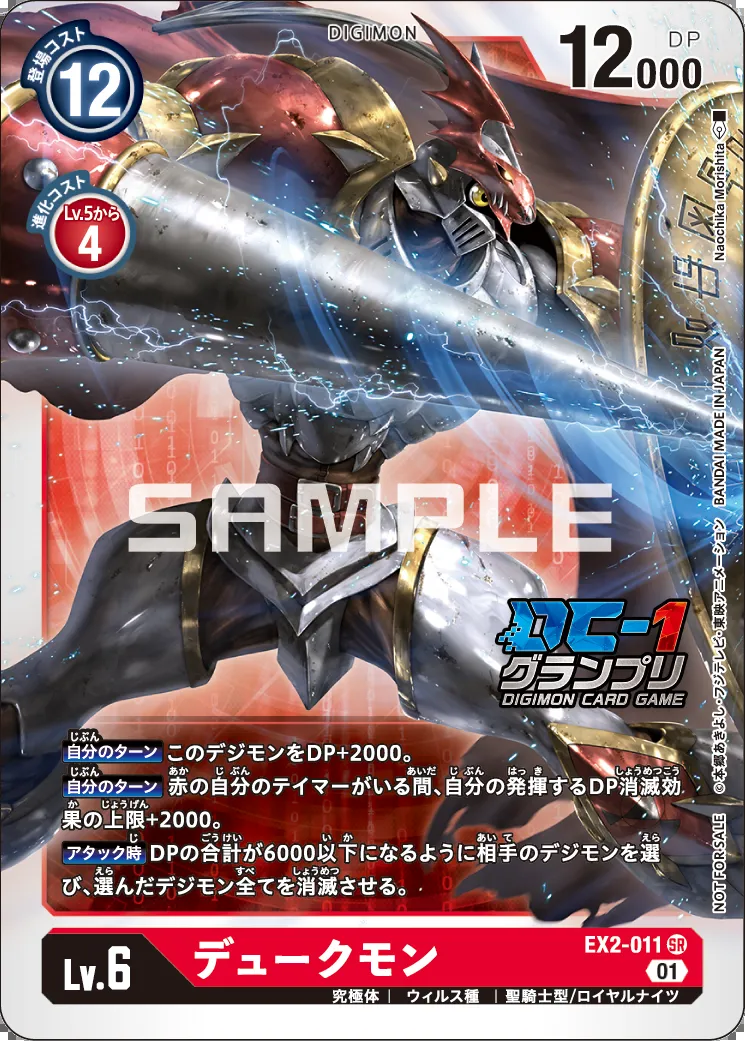 DIGIMON
登場コスト
12
12000
DP
進化コスト
Lv.5から
4
Naochika Morishita
BANDAI MADE IN JAPAN
©本郷あきよし・フジテレビ・東映アニメーション
NOT FOR SALE
SAMPLE
DC-1
グランプリ
DIGIMON CARD GAME
自分のターン このデジモンをDP+2000。
自分のターン 赤の自分のテイマーがいる間、自分の発揮するDP消滅効
果の上限+2000。
アタック時 DPの合計が6000以下になるように相手のデジモンを選
び、選んだデジモン全てを消滅させる。
Lv.6
デュークモン
EX2-011 SR
01
究極体 | ウィルス種 | 聖騎士型/ロイヤルナイツ